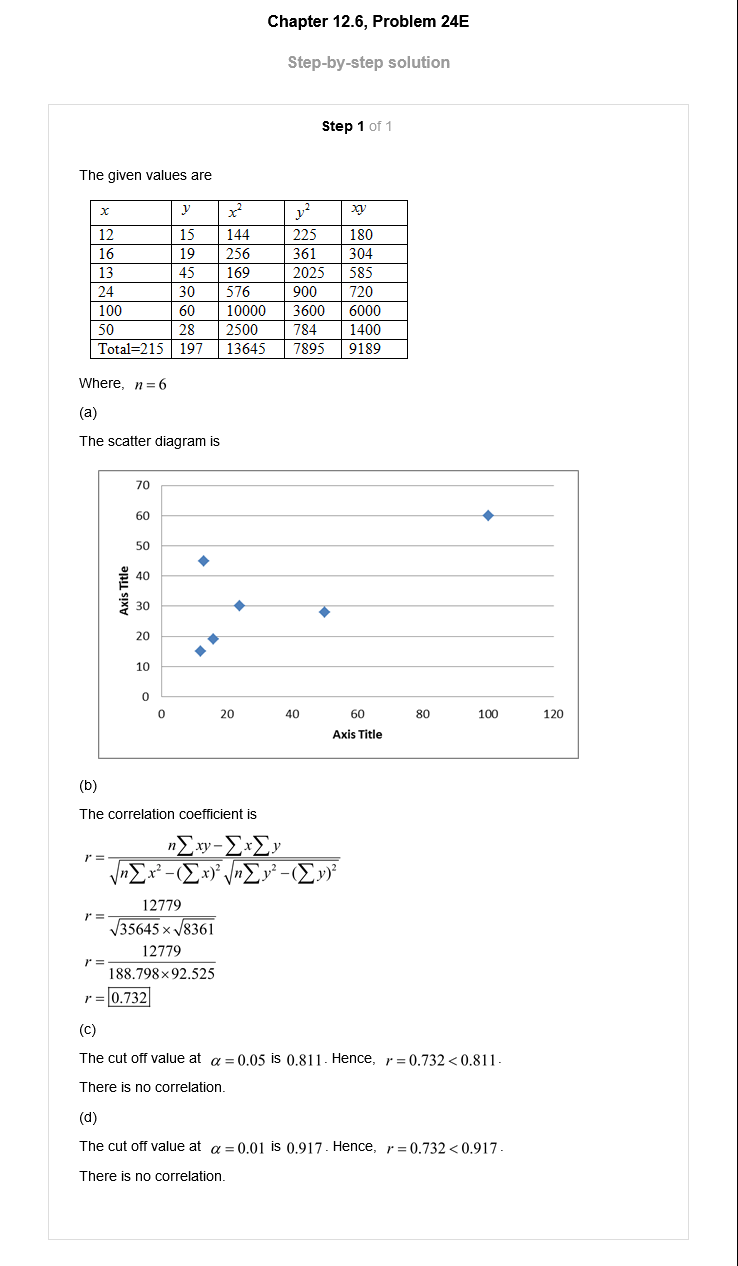 Chapter 12.6, Problem 24E
Step-by-step solution
Step 1 of 1
The given values are
x y x² y² xy
12 15 144 225 180
16 19 256 361 304
13 45 169 2025 585
24 30 576 900 720
100 60 10000 3600 6000
50 28 2500 784 1400
Total=215 197 13645 7895 9189
Where, n = 6
(a)
The scatter diagram is
70
60
50
40
30
20
10
0
Axis Title
0 20 40 60 80 100 120
Axis Title
(b)
The correlation coefficient is
r = (n∑xy − ∑x∑y) / (√(n∑x² − (∑x)²) √(n∑y² − (∑y)²))
r = 12779 / (√35645 × √8361)
r = 12779 / (188.798 × 92.525)
r = 0.732
(c)
The cut off value at α = 0.05 is 0.811. Hence, r = 0.732 < 0.811.
There is no correlation.
(d)
The cut off value at α = 0.01 is 0.917. Hence, r = 0.732 < 0.917.
There is no correlation.